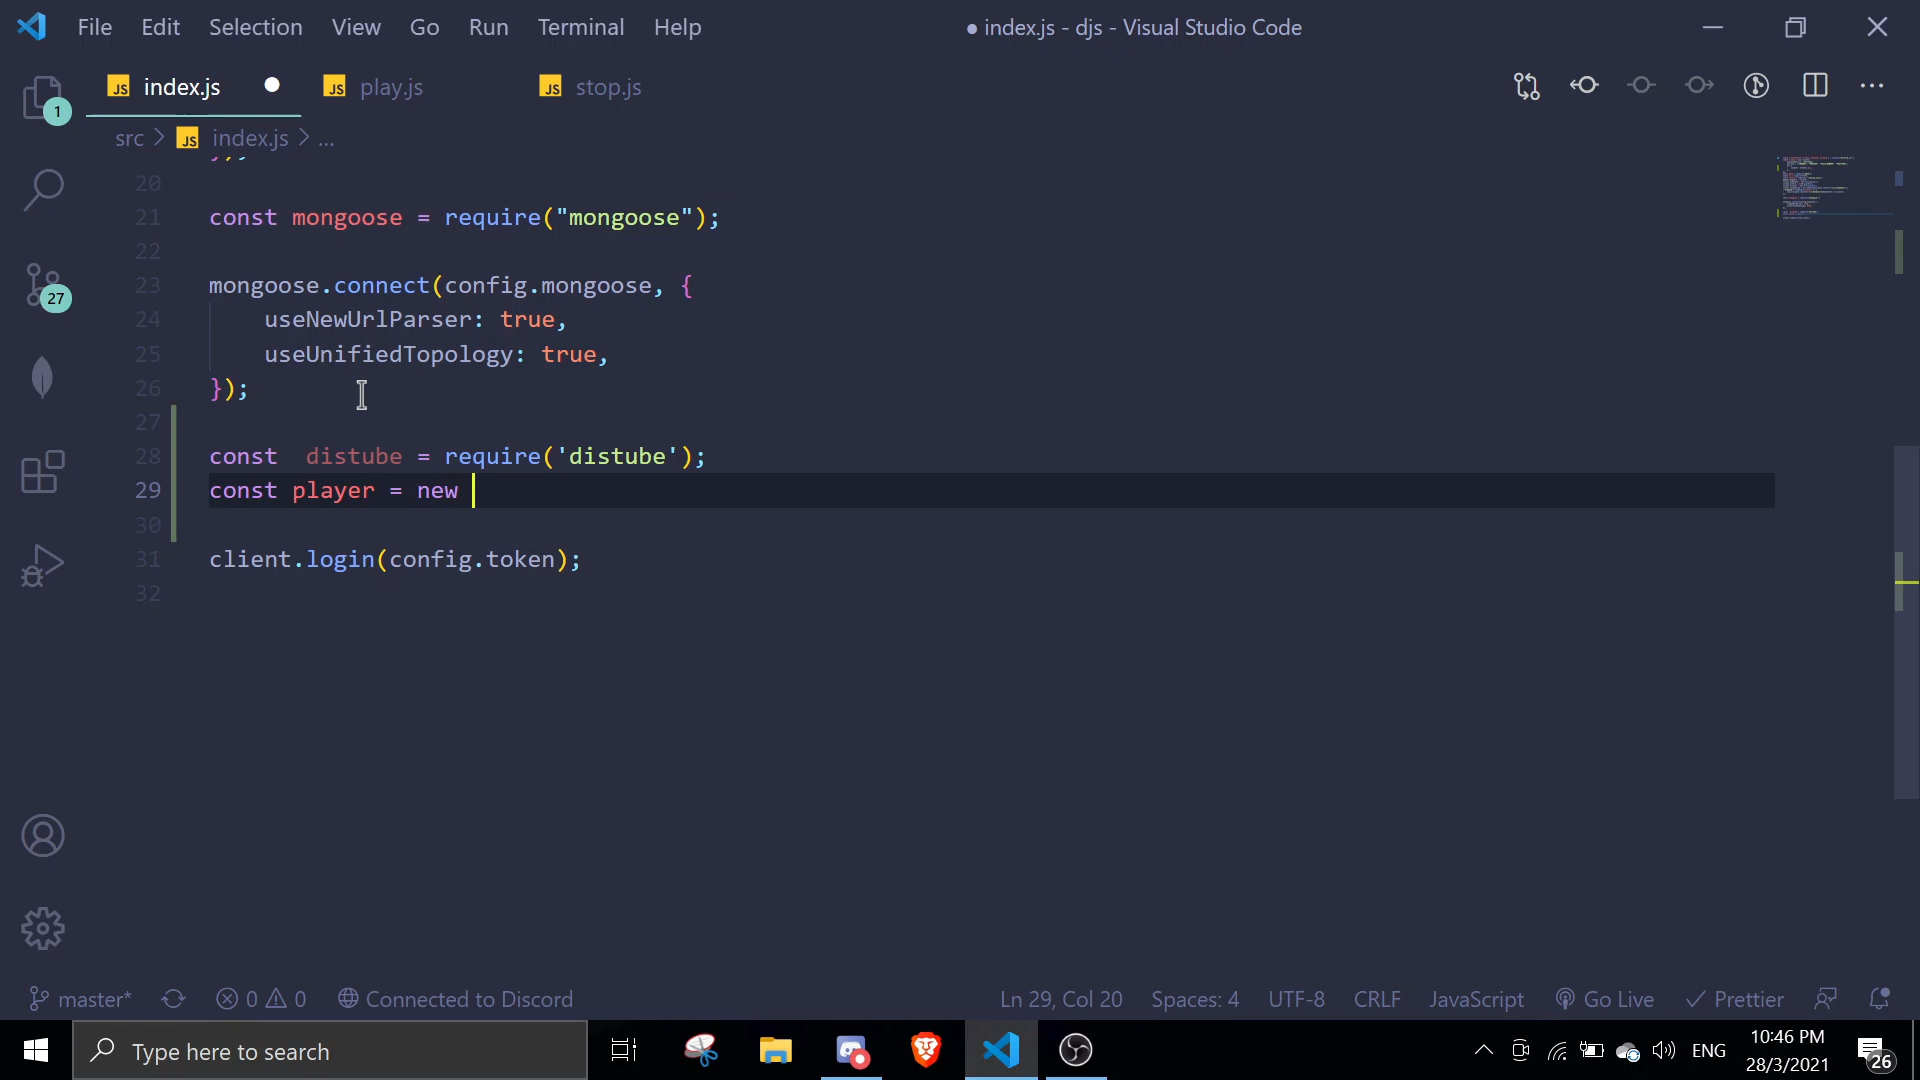 File Edit Selection View Go Run Terminal Help
● index.js - djs - Visual Studio Code
JS index.js
JS play.js
JS stop.js
1
src > JS index.js > ...
});
20
21 const mongoose = require("mongoose");
22
23 mongoose.connect(config.mongoose, {
24 useNewUrlParser: true,
25 useUnifiedTopology: true,
26 });
27
28 const  distube = require('distube');
29 const player = new
30
31 client.login(config.token);
32
27
master* 0 0 Connected to Discord
Ln 29, Col 20 Spaces: 4 UTF-8 CRLF JavaScript Go Live Prettier
Type here to search
ENG
10:46 PM
28/3/2021
26